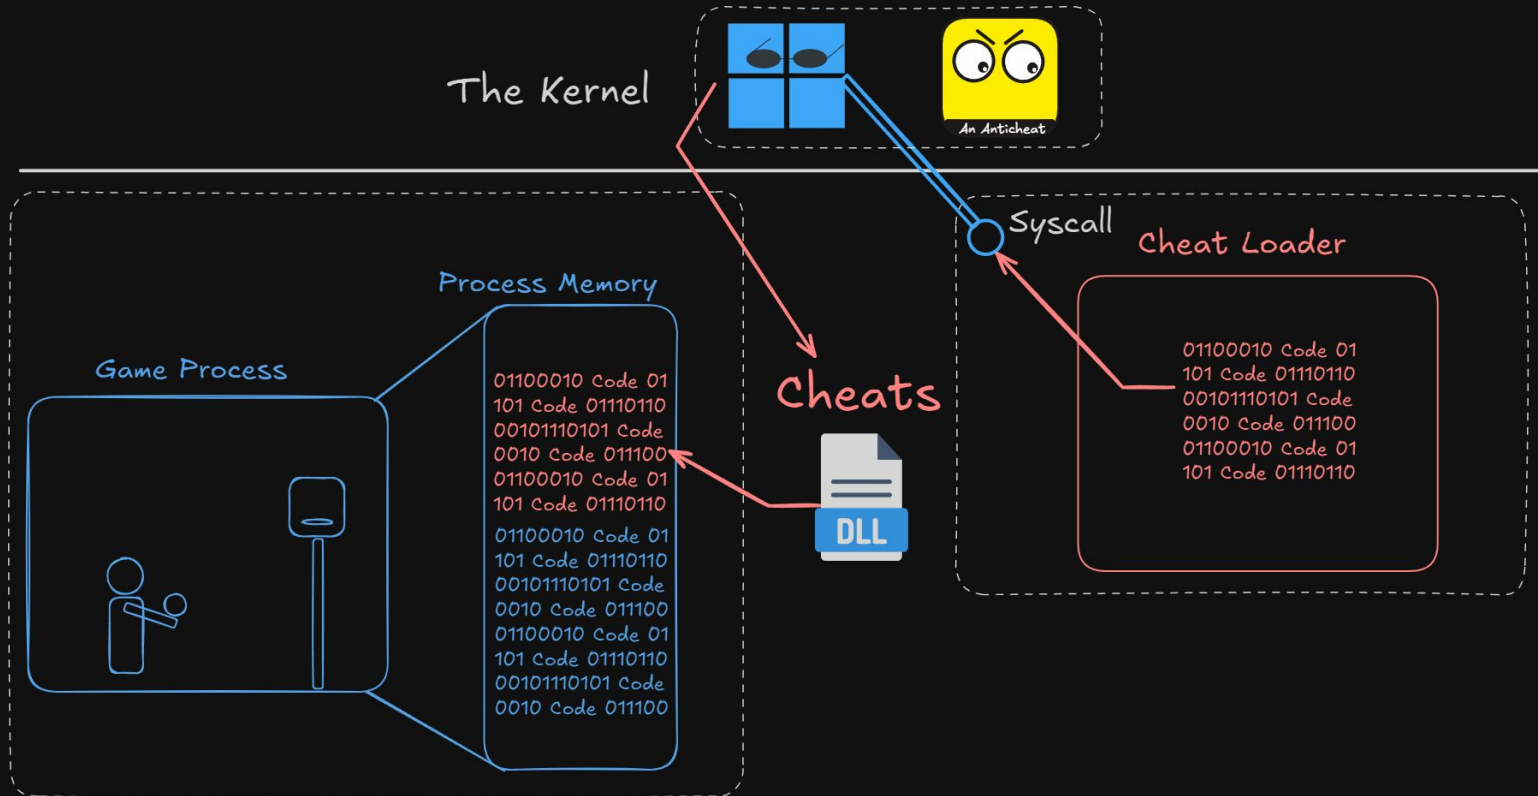 The Kernel
An Anticheat
Syscall
Cheat Loader
Process Memory
Game Process
01100010 Code 01
101 Code 01110110
00101110101 Code
0010 Code 011100
01100010 Code 01
101 Code 01110110
01100010 Code 01
101 Code 01110110
00101110101 Code
0010 Code 011100
01100010 Code 01
101 Code 01110110
00101110101 Code
0010 Code 011100
Cheats
DLL
01100010 Code 01
101 Code 01110110
00101110101 Code
0010 Code 011100
01100010 Code 01
101 Code 01110110